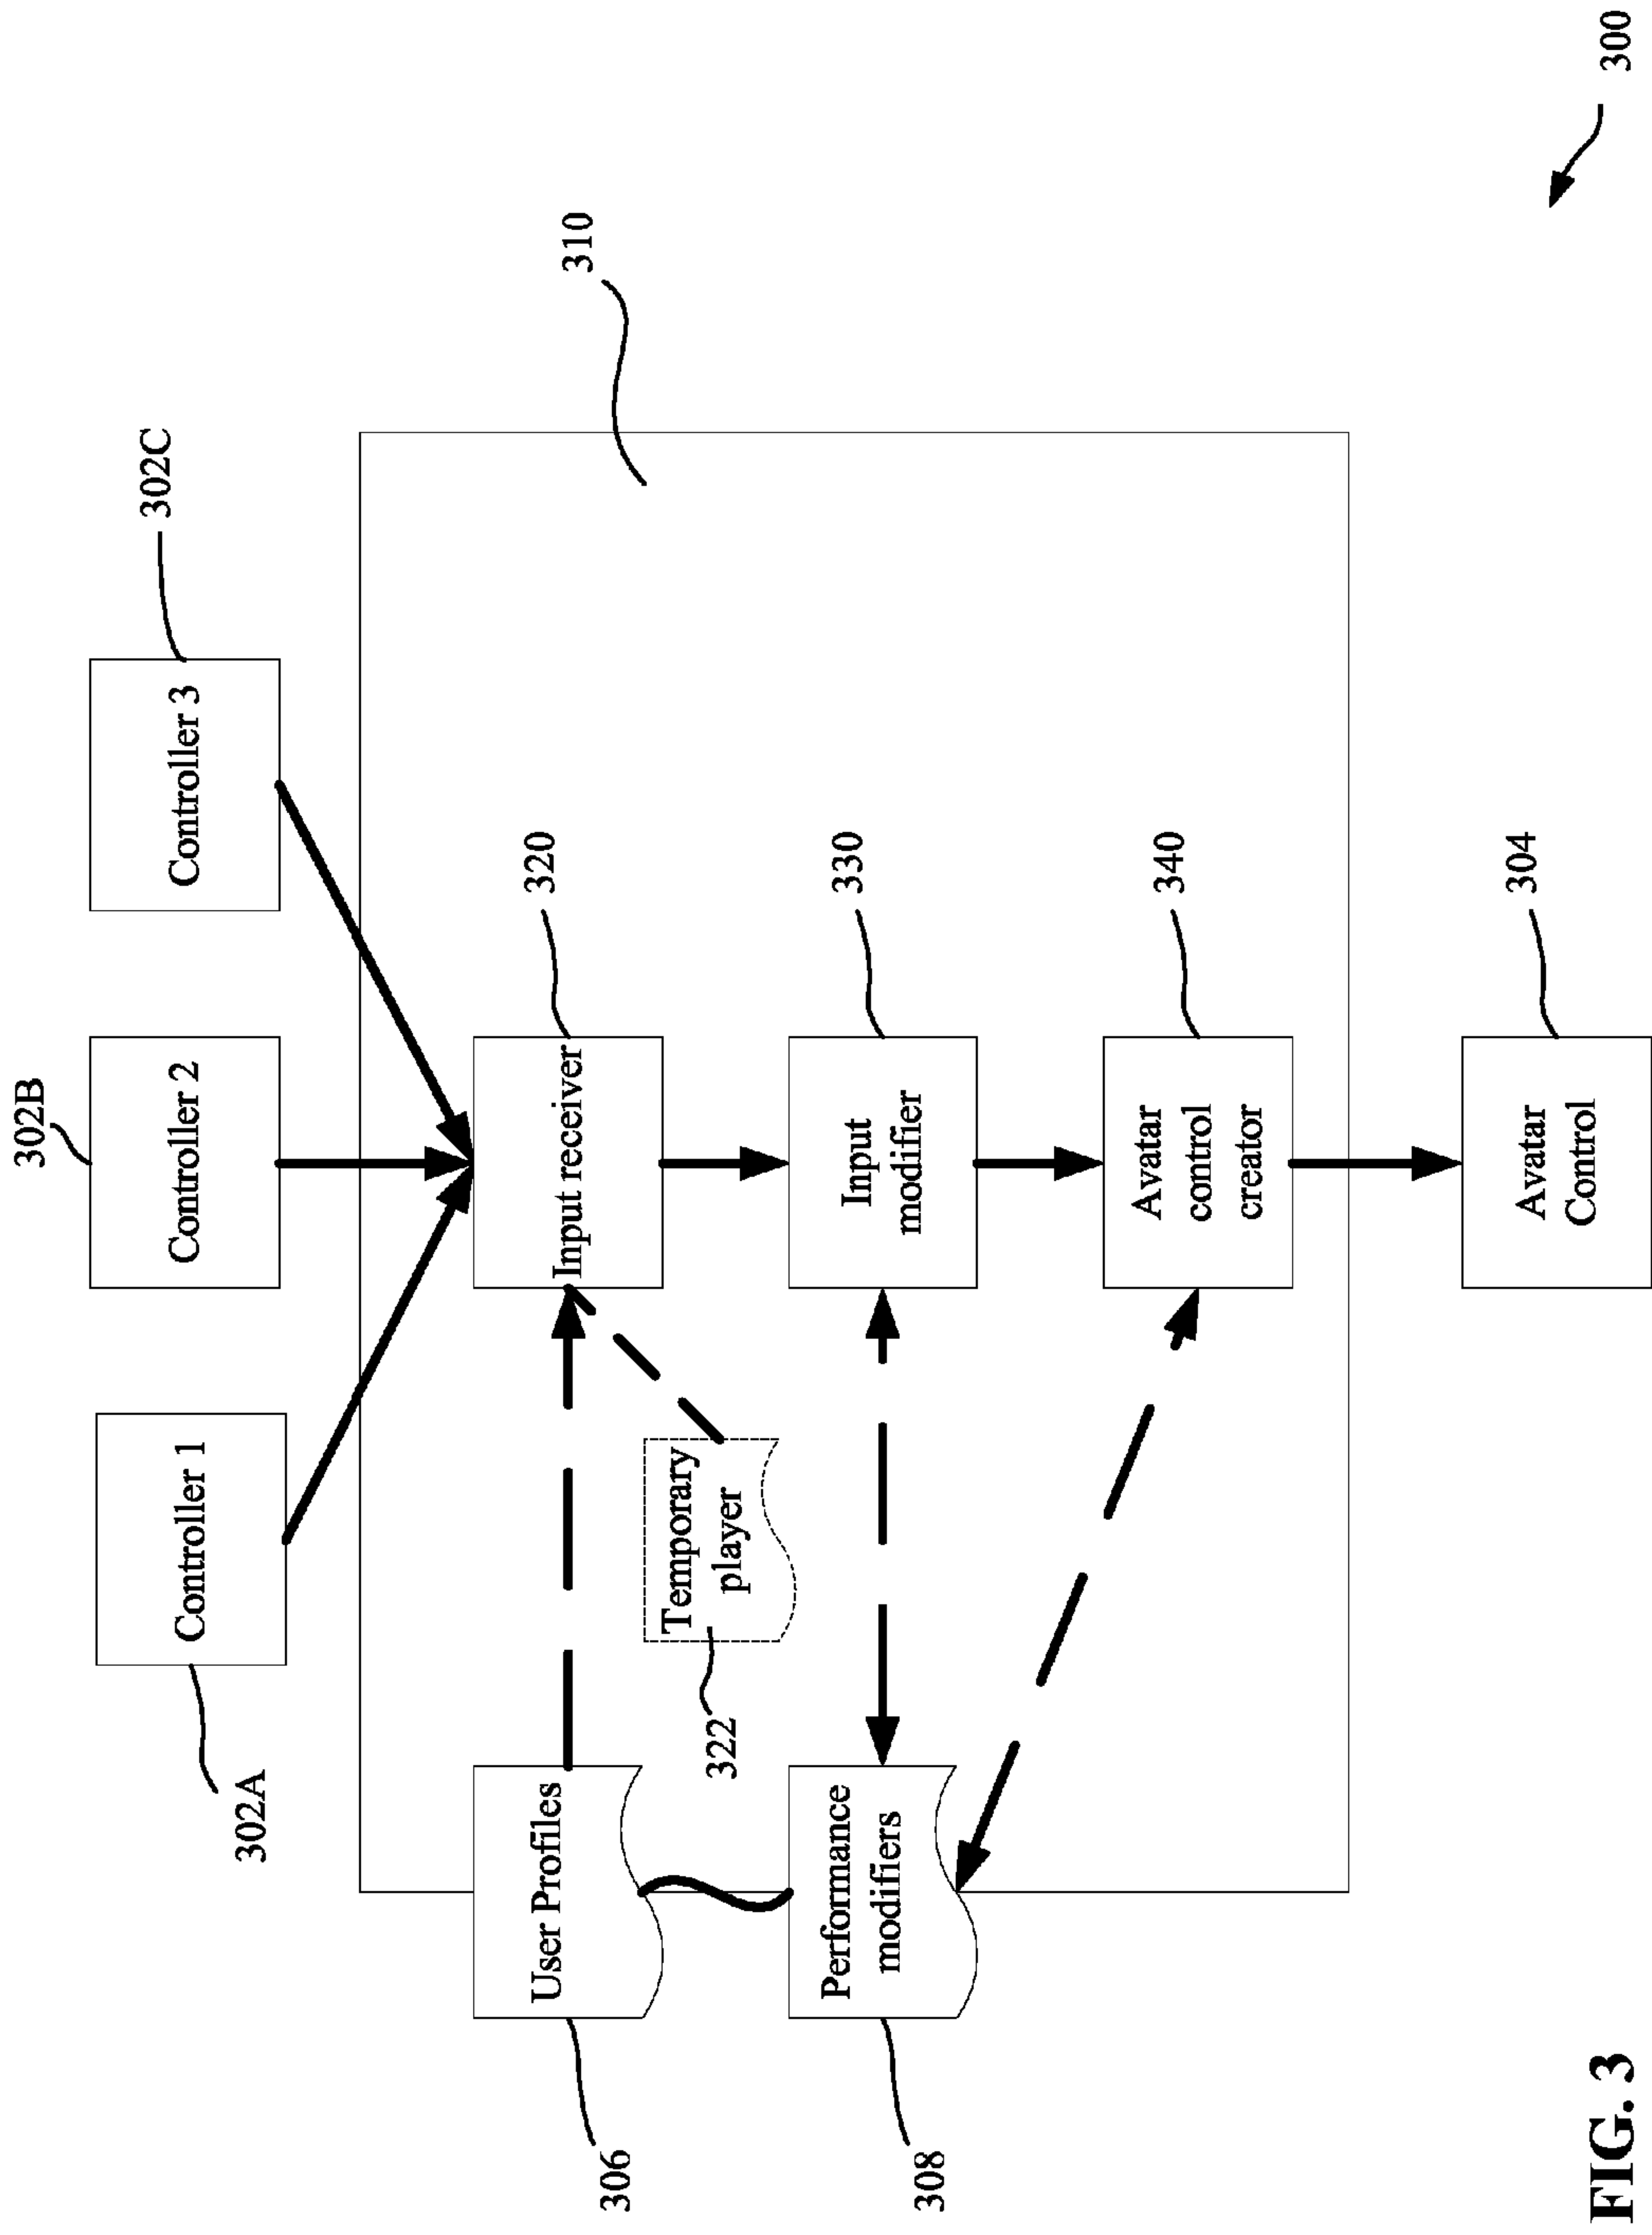 302A
302B
302C
Controller 1
Controller 2
Controller 3
310
306
User Profiles
Input receiver
320
322
Temporary
player
308
Performance
modifiers
Input
modifier
330
Avatar
control
creator
340
Avatar
Control
304
300
FIG. 3